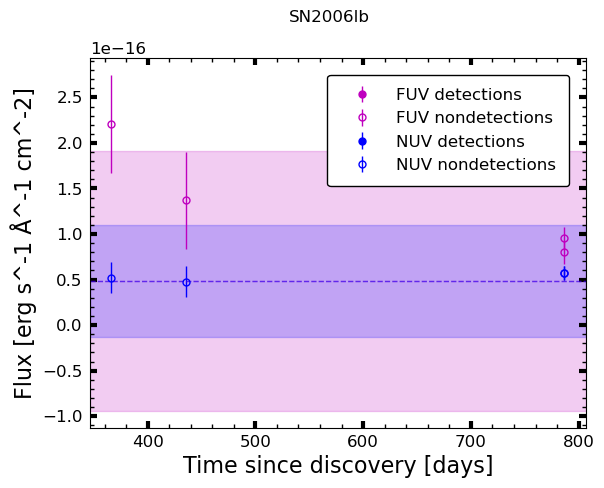 SN2006lb
1e−16
FUV detections
FUV nondetections
NUV detections
NUV nondetections
2.5
2.0
1.5
1.0
0.5
0.0
−0.5
−1.0
Flux [erg s^-1 Å^-1 cm^-2]
400 500 600 700 800
Time since discovery [days]